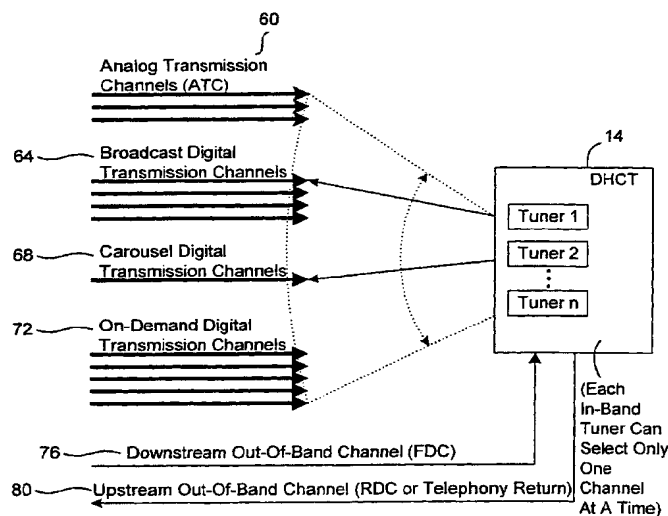 60
Analog Transmission
Channels (ATC)
14
64
Broadcast Digital
Transmission Channels
DHCT
Tuner 1
68
Carousel Digital
Transmission Channels
Tuner 2
Tuner n
72
On-Demand Digital
Transmission Channels
(Each
In-Band
Tuner Can
Select Only
One
Channel
At A Time)
76
Downstream Out-Of-Band Channel (FDC)
80
Upstream Out-Of-Band Channel (RDC or Telephony Return)